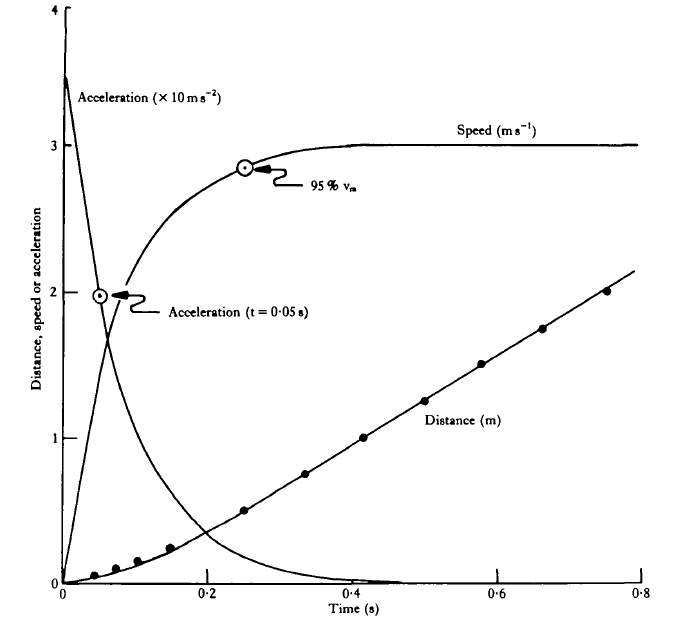 4
Acceleration (× 10 m s⁻²)
Speed (m s⁻¹)
3
95 % vₘ
2
Acceleration (t = 0·05 s)
Distance, speed or acceleration
Distance (m)
1
0
0
0·2
0·4
0·6
0·8
Time (s)